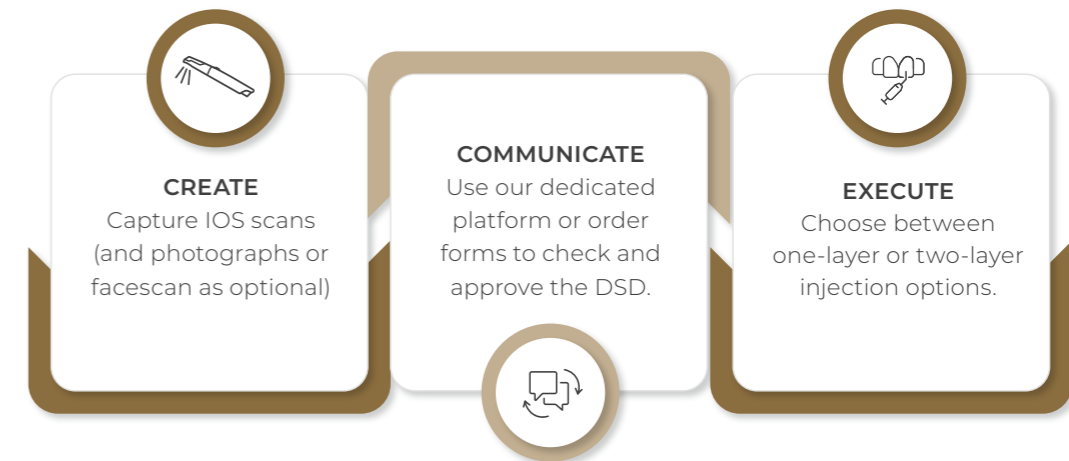 CREATE
Capture IOS scans
(and photographs or
facescan as optional)
COMMUNICATE
Use our dedicated
platform or order
forms to check and
approve the DSD.
EXECUTE
Choose between
one-layer or two-layer
injection options.